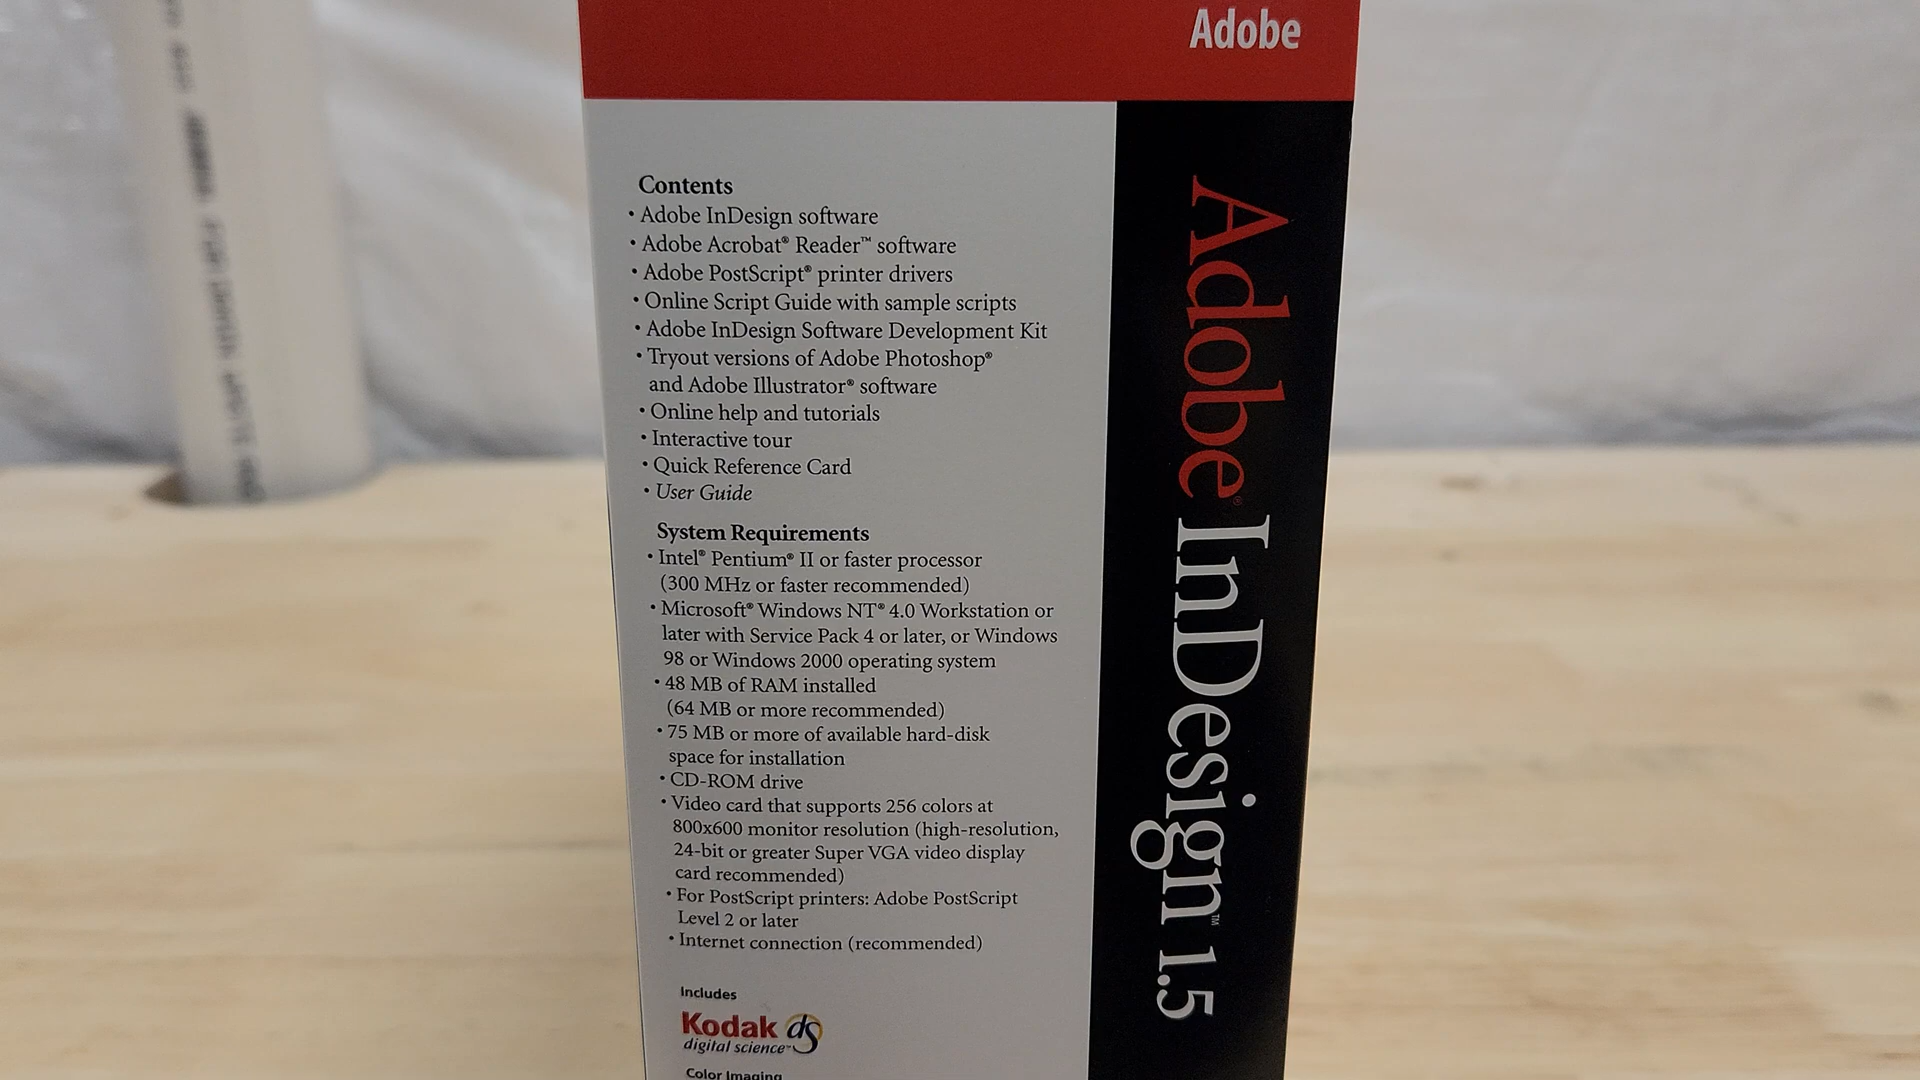 Adobe
Contents
• Adobe InDesign software
• Adobe Acrobat® Reader™ software
• Adobe PostScript® printer drivers
• Online Script Guide with sample scripts
• Adobe InDesign Software Development Kit
• Tryout versions of Adobe Photoshop®
and Adobe Illustrator® software
• Online help and tutorials
• Interactive tour
• Quick Reference Card
• User Guide
System Requirements
• Intel® Pentium® II or faster processor
(300 MHz or faster recommended)
• Microsoft® Windows NT® 4.0 Workstation or
later with Service Pack 4 or later, or Windows
98 or Windows 2000 operating system
• 48 MB of RAM installed
(64 MB or more recommended)
• 75 MB or more of available hard-disk
space for installation
• CD-ROM drive
• Video card that supports 256 colors at
800x600 monitor resolution (high-resolution,
24-bit or greater Super VGA video display
card recommended)
• For PostScript printers: Adobe PostScript
Level 2 or later
• Internet connection (recommended)
Includes
Kodak ds
digital science™
Color Imaging
Adobe® InDesign™ 1.5